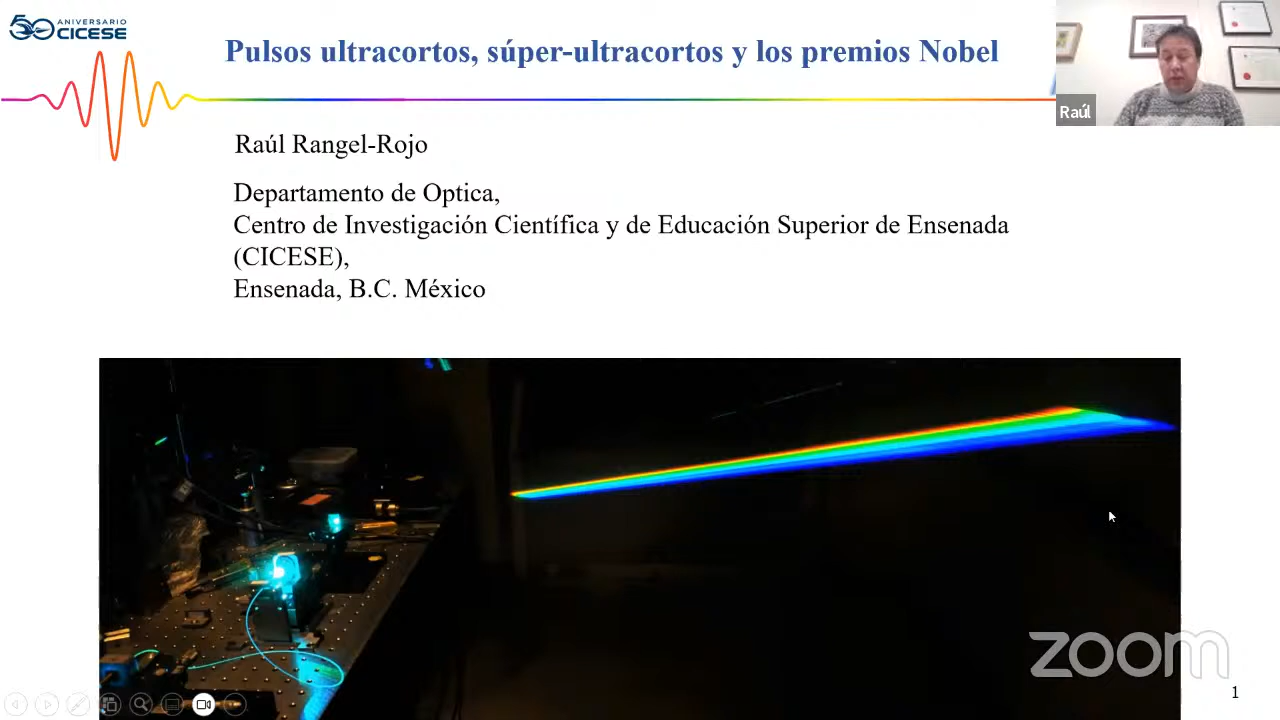 50 ANIVERSARIO
CICESE
Pulsos ultracortos, súper-ultracortos y los premios Nobel
Raúl
Raúl Rangel-Rojo
Departamento de Optica,
Centro de Investigación Científica y de Educación Superior de Ensenada
(CICESE),
Ensenada, B.C. México
zoom
1